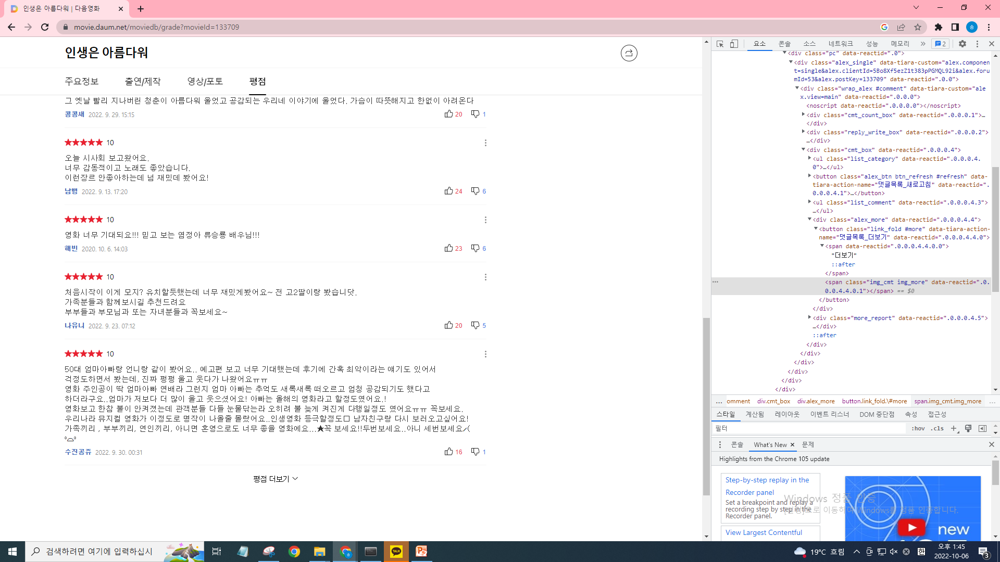 인생은 아름다워 | 다음영화
movie.daum.net/moviedb/grade?movieId=133709
송
인생은 아름다워
주요정보 출연/제작 영상/포토 평점
그 옛날 빨리 지나버린 청춘이 아름다워 울었고 공감되는 우리네 이야기에 울었다. 가슴이 따뜻해지고 한없이 아려온다
콩콩새 2022. 9. 29. 15:15 20 1
★★★★★ 10
오늘 시사회 보고왔어요.
너무 감동적이고 노래도 좋았습니다.
이런장르 안좋아하는데 넘 재밌데 봤어요!
남뱅 2022. 9. 13. 17:20 24 6
★★★★★ 10
영화 너무 기대되요!!! 믿고 보는 염정아 류승룡 배우님!!!
해빈 2020. 10. 6. 14:03 23 6
★★★★★ 10
처음시작이 이게 모지? 유치할듯했는데 너무 재밌게봤어요~ 전 고2딸이랑 봤습니닷.
가족분들과 함께보시길 추천드려요
부부들과 부모님과 또는 자녀분들과 꼭보세요~
나유니 2022. 9. 23. 07:12 20 5
★★★★★ 10
50대 엄마아빠랑 언니랑 같이 봤어요.. 예고편 보고 너무 기대했는데 후기에 간혹 최악이라는 얘기도 있어서
걱정도하면서 봤는데, 진짜 펑펑 울고 웃다가 나왔어요ㅠㅠ
영화 주인공이 딱 엄마아빠 연배라 그런지 엄마 아빠는 추억도 새록새록 떠오르고 엄청 공감되기도 했다고
하더라구요..엄마가 저보다 더 많이 울고 웃으셨어요! 아빠는 올해의 영화라고 할정도였어요.!
영화보고 한참 불이 안켜졌는데 관객분들 다들 눈물닦는라 오히려 불 늦게 켜진게 다행일정도 였어요ㅠㅠ 꼭보세요.
우리나라 뮤지컬 영화가 이정도로 명작이 나올줄 몰랐어요..인생영화 등극할정도□ 남자친구랑 다시 보러오고싶어요!
가족끼리 , 부부끼리, 연인끼리, 아니면 혼영으로도 너무 좋을 영화에요...★꼭 보세요!!두번보세요..아니 세번보세요
수진공쥬 2022. 9. 30. 00:31 16 1
평점 더보기
요소 콘솔 소스 네트워크 성능 메모리 » 2
<div class="pc" data-reactid=".0">
<div class="alex_single" data-tiara-custom="alex.componen
t=single&alex.clientId=5Bo8Xf5ezZ1t383pPGMQL92i&alex.foru
mId=53&alex.postKey=133709" data-reactid=".0.0">
<div class="wrap_alex #comment" data-tiara-custom="ale
x.view=main" data-reactid=".0.0.0">
<noscript data-reactid=".0.0.0.0"></noscript>
<div class="cmt_count_box" data-reactid=".0.0.0.1">…
</div>
<div class="reply_write_box" data-reactid=".0.0.0.2">
…</div>
<div class="cmt_box" data-reactid=".0.0.0.4">
<ul class="list_category" data-reactid=".0.0.0.4.
0">…</ul>
<button class="alex_btn btn_refresh #refresh" data-
tiara-action-name="댓글목록_새로고침" data-reactid=".
0.0.0.4.1">…</button>
<ul class="list_comment" data-reactid=".0.0.0.4.3">
…</ul>
<div class="alex_more" data-reactid=".0.0.0.4.4">
<button class="link_fold #more" data-tiara-action-
name="댓글목록_더보기" data-reactid=".0.0.0.4.4.0">
<span data-reactid=".0.0.0.4.4.0.0">
"더보기"
::after
</span>
<span class="img_cmt img_more" data-reactid=".0.
0.0.4.4.0.1"></span> == $0
</button>
</div>
<div class="more_report" data-reactid=".0.0.0.4.5">
…</div>
::after
</div>
</div>
</div>
</div>
</div>
</div>
… omment div.cmt_box div.alex_more button.link_fold.\#more span.img_cmt.img_more …
스타일 계산됨 레이아웃 이벤트 리스너 DOM 중단점 속성 접근성
필터 :hov .cls
콘솔 What's New 문제
Highlights from the Chrome 105 update
Step-by-step replay in the
Recorder panel
Set a breakpoint and replay a
recording step by step in the
Recorder panel.
View Largest Contentful
new
Windows 정품 인증
[설정]으로 이동하여 Windows를 정품 인증합니다.
검색하려면 여기에 입력하십시
TALK
19°C 흐림
한
오후 1:45
2022-10-06
3